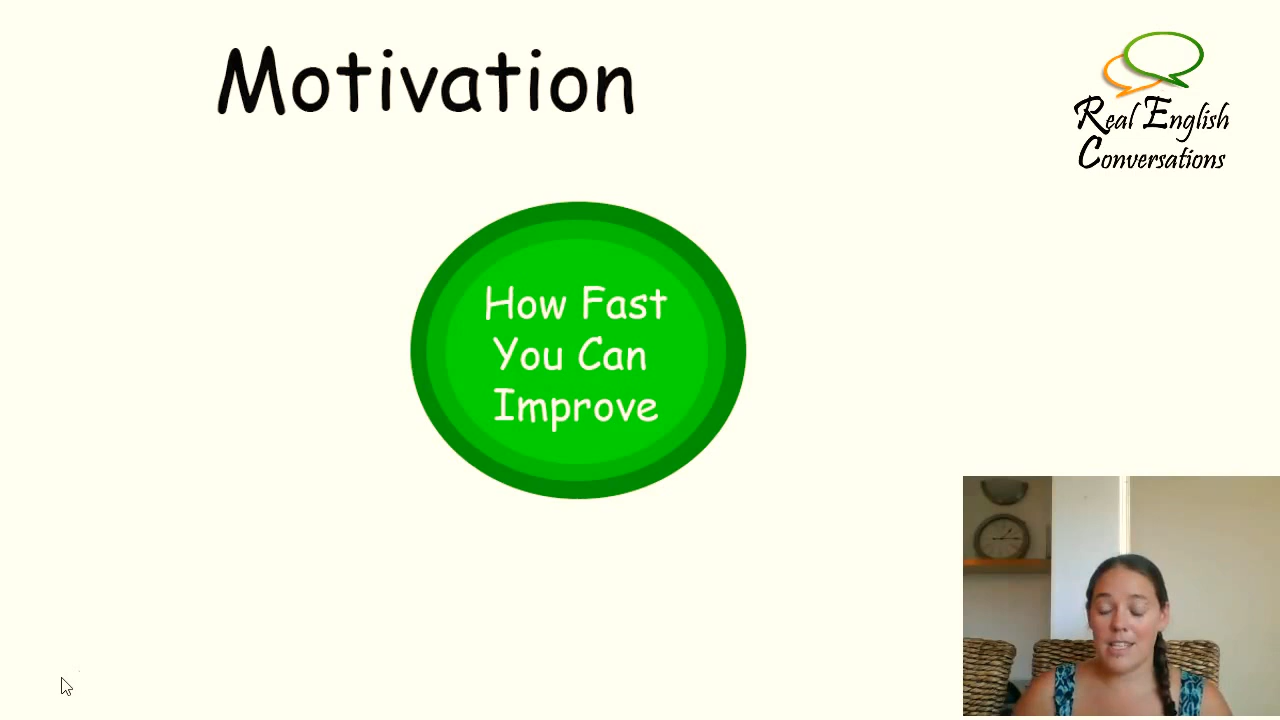 Motivation
Real English
Conversations
How Fast
You Can
Improve